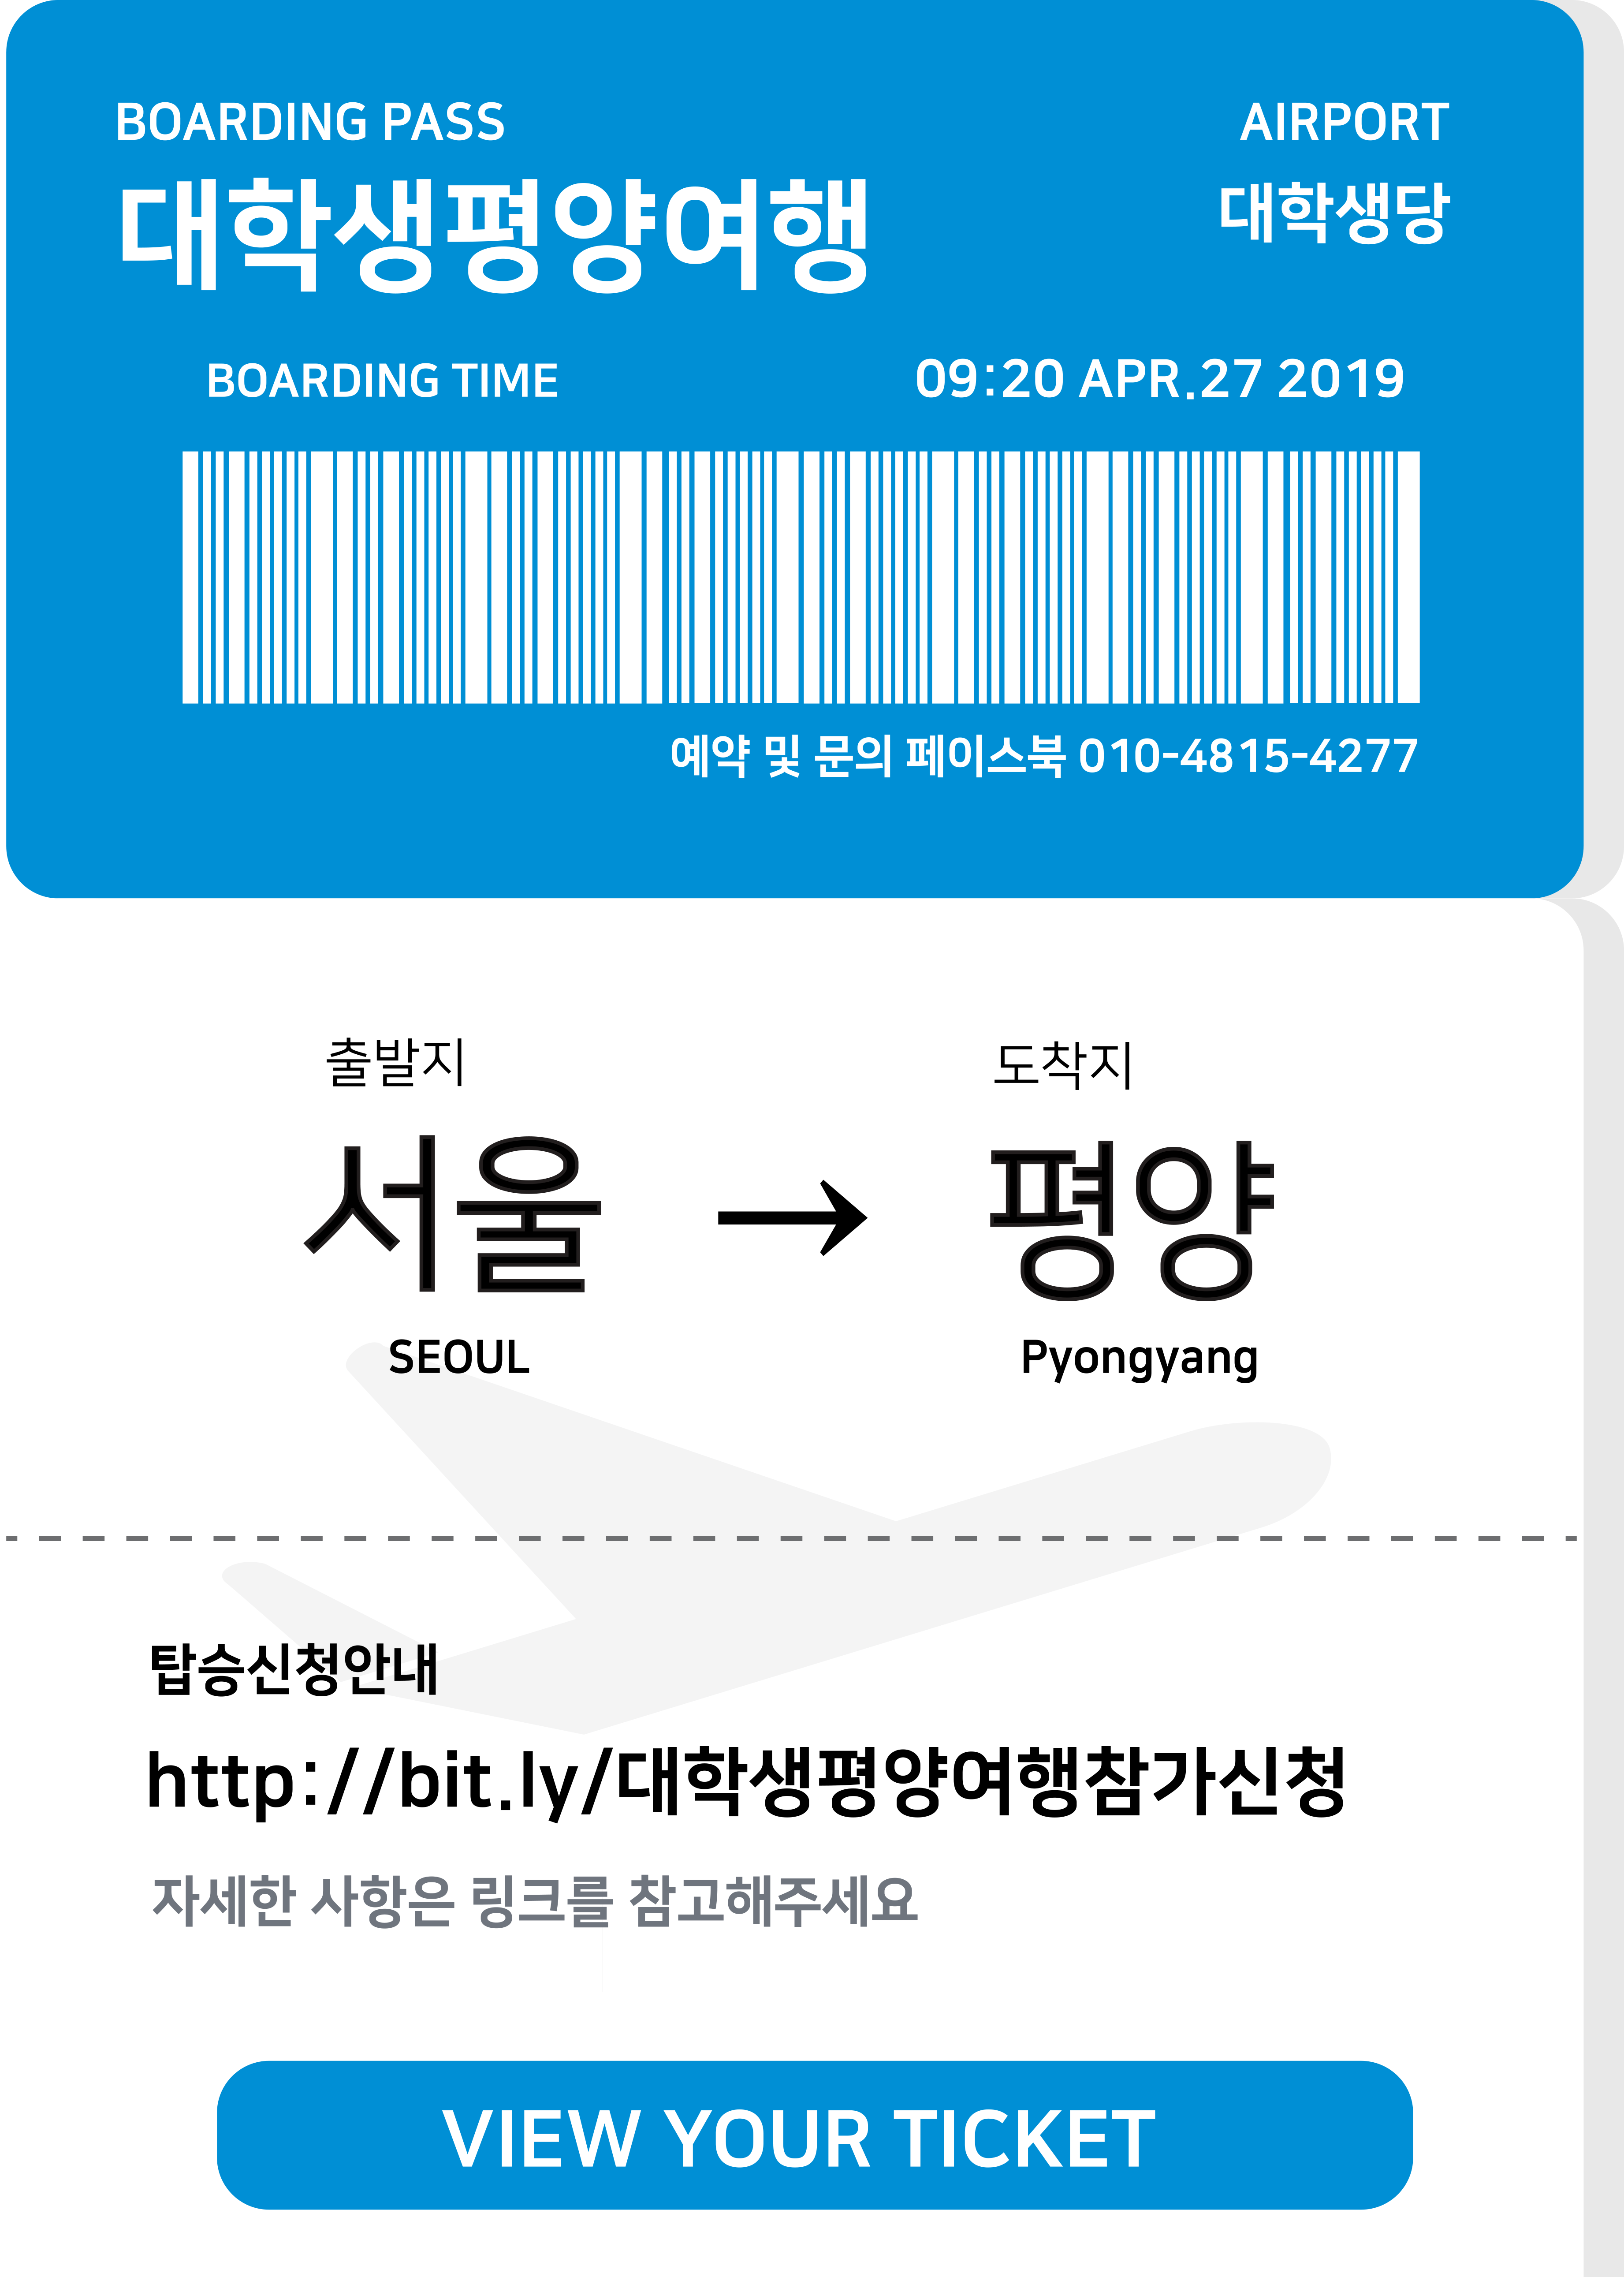 BOARDING PASS
AIRPORT
대학생평양여행
대학생당
BOARDING TIME
09:20 APR.27 2019
예약 및 문의 페이스북 010-4815-4277
출발지
도착지
서울 → 평양
SEOUL
Pyongyang
탑승신청안내
http://bit.ly/대학생평양여행참가신청
자세한 사항은 링크를 참고해주세요
VIEW YOUR TICKET